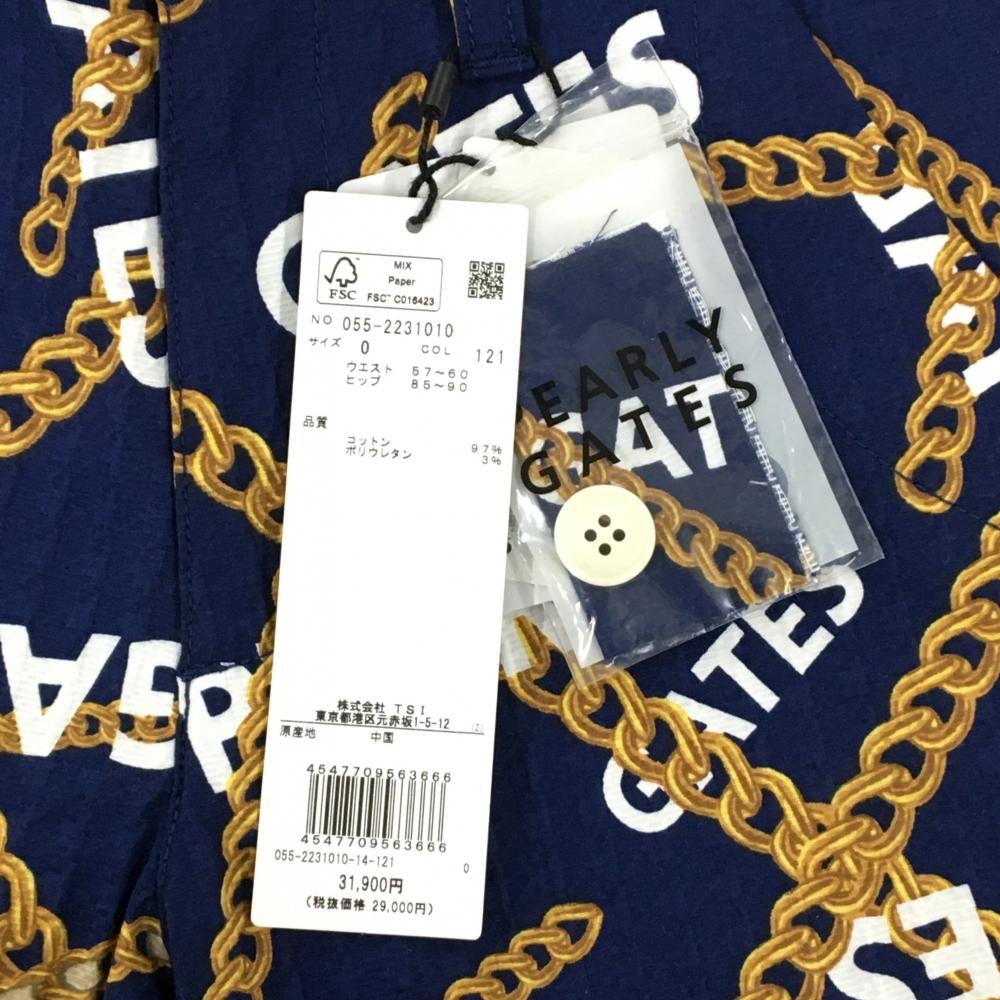 MIX
Paper
FSC
FSC™ C016423
NO 055-2231010
サイズ 0 COL 121
ウエスト 57～60
ヒップ 85～90
品質
コットン 97%
ポリウレタン 3%
株式会社 TSI
東京都港区元赤坂1-5-12 (Z)
原産地 中国
4547709563666
4547709563666
055-2231010-14-121 0
31,900円
(税抜価格 29,000円)
EARLY
GATES
GAT
GATES